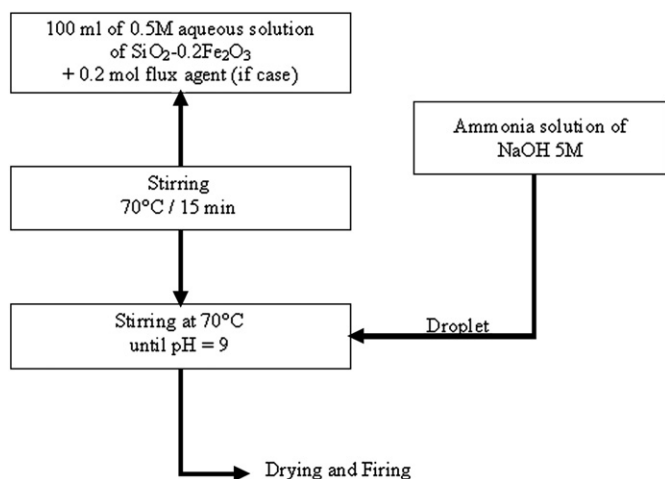 100 ml of 0.5M aqueous solution
of SiO₂-0.2Fe₂O₃
+ 0.2 mol flux agent (if case)
Ammonia solution of
NaOH 5M
Stirring
70°C / 15 min
Stirring at 70°C
until pH = 9
Droplet
Drying and Firing